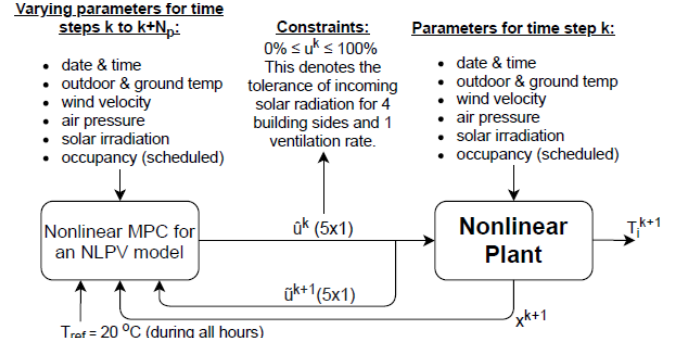 Varying parameters for time
steps k to k+Np:
• date & time
• outdoor & ground temp
• wind velocity
• air pressure
• solar irradiation
• occupancy (scheduled)
Constraints:
0% ≤ uᵏ ≤ 100%
This denotes the
tolerance of incoming
solar radiation for 4
building sides and 1
ventilation rate.
Parameters for time step k:
• date & time
• outdoor & ground temp
• wind velocity
• air pressure
• solar irradiation
• occupancy (scheduled)
Nonlinear MPC for
an NLPV model
ûᵏ (5x1)
Nonlinear
Plant
Tᵢᵏ⁺¹
ũᵏ⁺¹(5x1)
xᵏ⁺¹
Tref = 20 ºC (during all hours)